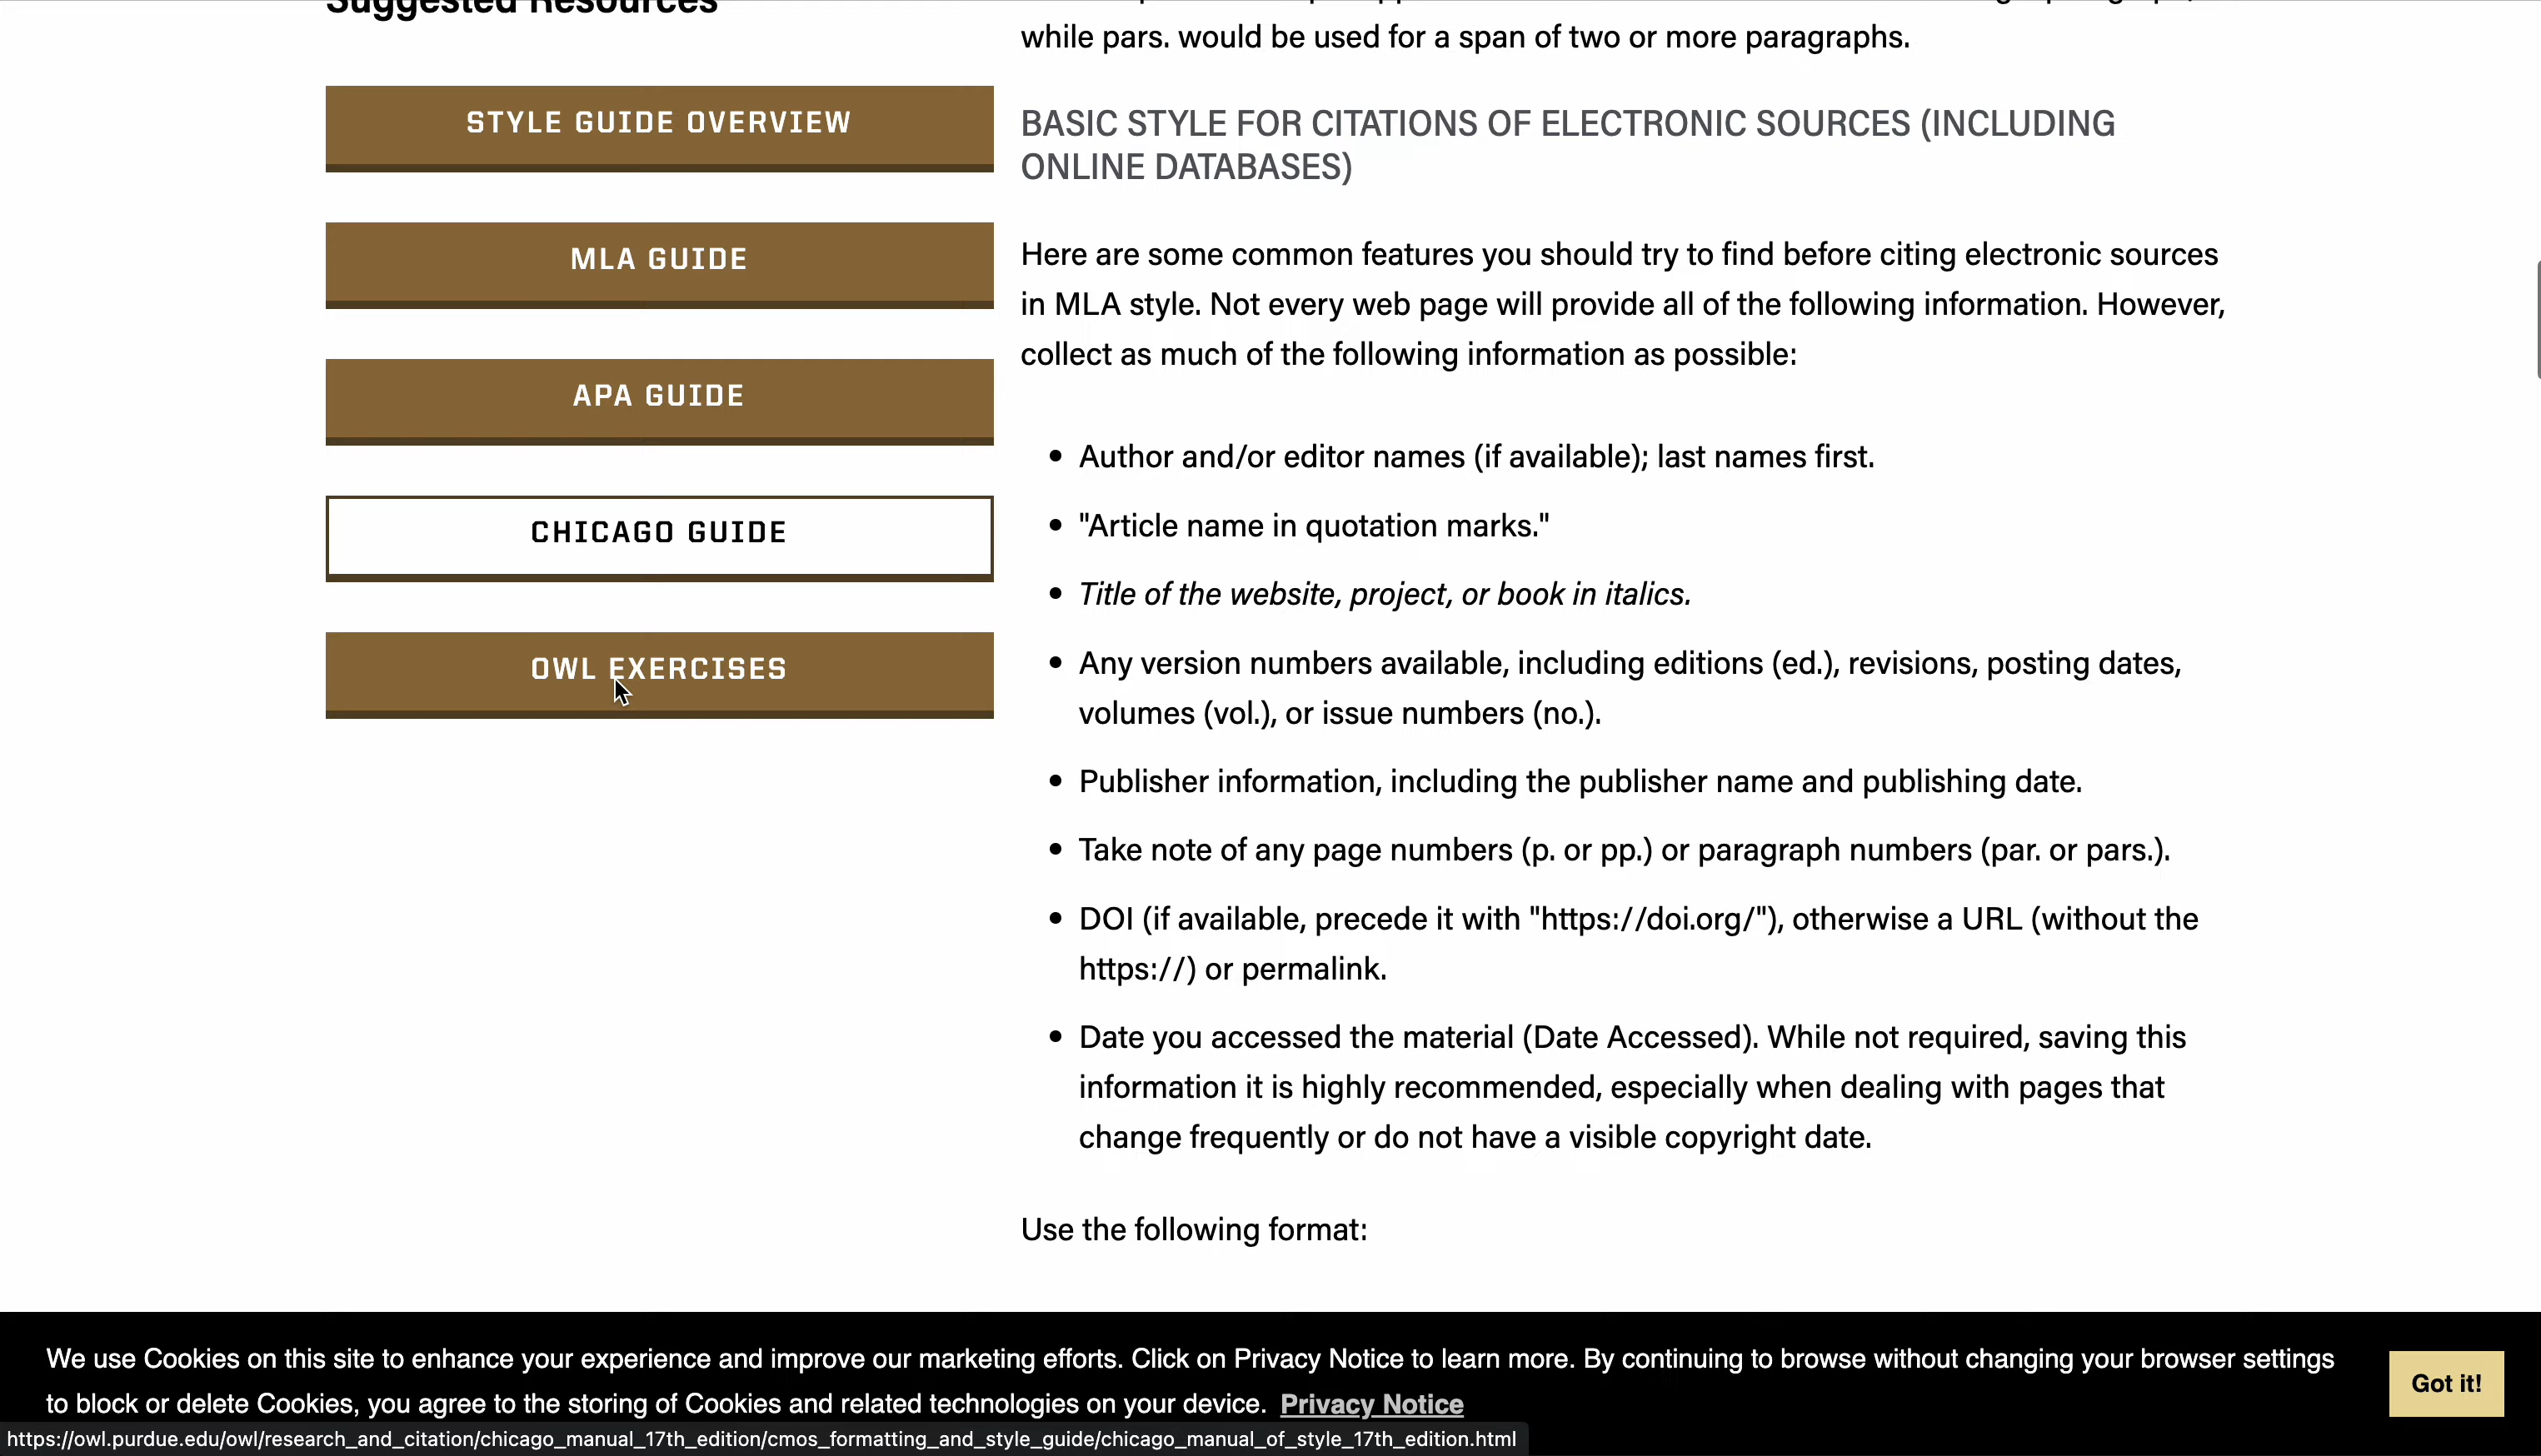 Suggested Resources
STYLE GUIDE OVERVIEW
MLA GUIDE
APA GUIDE
CHICAGO GUIDE
OWL EXERCISES
while pars. would be used for a span of two or more paragraphs.
BASIC STYLE FOR CITATIONS OF ELECTRONIC SOURCES (INCLUDING
ONLINE DATABASES)
Here are some common features you should try to find before citing electronic sources
in MLA style. Not every web page will provide all of the following information. However,
collect as much of the following information as possible:
• Author and/or editor names (if available); last names first.
• "Article name in quotation marks."
• Title of the website, project, or book in italics.
• Any version numbers available, including editions (ed.), revisions, posting dates,
volumes (vol.), or issue numbers (no.).
• Publisher information, including the publisher name and publishing date.
• Take note of any page numbers (p. or pp.) or paragraph numbers (par. or pars.).
• DOI (if available, precede it with "https://doi.org/"), otherwise a URL (without the
https://) or permalink.
• Date you accessed the material (Date Accessed). While not required, saving this
information it is highly recommended, especially when dealing with pages that
change frequently or do not have a visible copyright date.
Use the following format:
We use Cookies on this site to enhance your experience and improve our marketing efforts. Click on Privacy Notice to learn more. By continuing to browse without changing your browser settings
to block or delete Cookies, you agree to the storing of Cookies and related technologies on your device. Privacy Notice
Got it!
https://owl.purdue.edu/owl/research_and_citation/chicago_manual_17th_edition/cmos_formatting_and_style_guide/chicago_manual_of_style_17th_edition.html